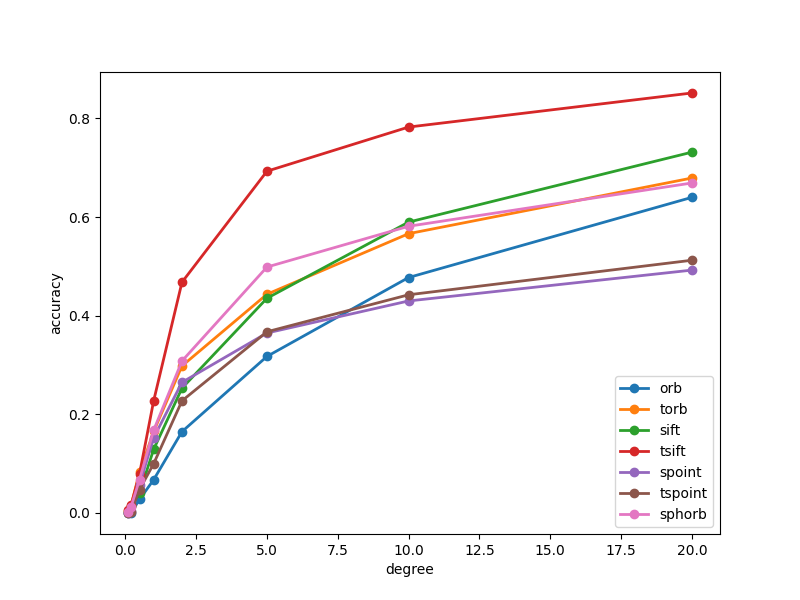 0.8
0.6
0.4
0.2
0.0
accuracy
0.0 2.5 5.0 7.5 10.0 12.5 15.0 17.5 20.0
degree
orb
torb
sift
tsift
spoint
tspoint
sphorb